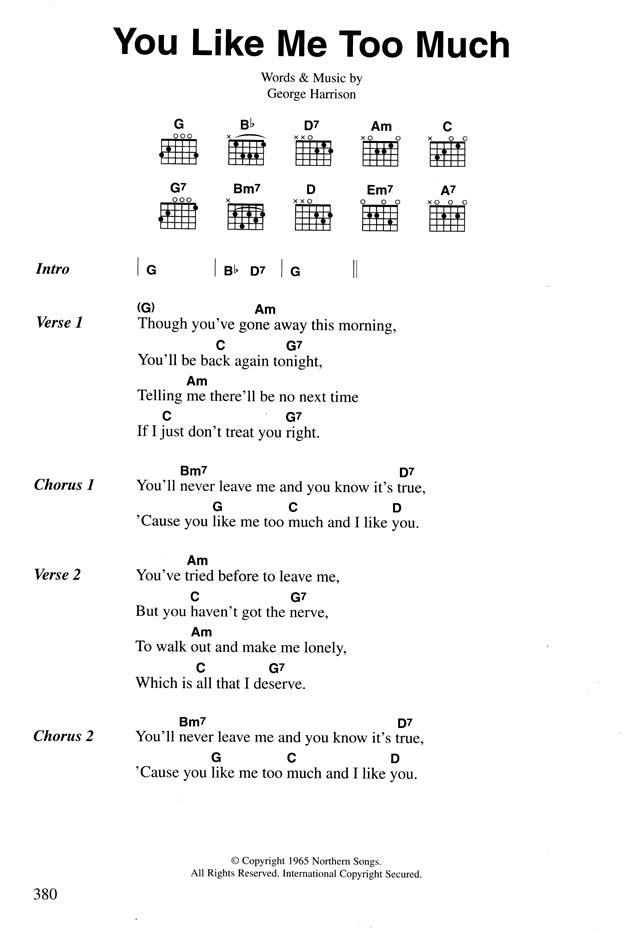 You Like Me Too Much
Words & Music by
George Harrison
G B♭ D7 Am C
G7 Bm7 D Em7 A7
Intro | G | B♭ D7 | G ||
(G) Am
Verse 1 Though you've gone away this morning,
C G7
You'll be back again tonight,
Am
Telling me there'll be no next time
C G7
If I just don't treat you right.
Bm7 D7
Chorus 1 You'll never leave me and you know it's true,
G C D
'Cause you like me too much and I like you.
Am
Verse 2 You've tried before to leave me,
C G7
But you haven't got the nerve,
Am
To walk out and make me lonely,
C G7
Which is all that I deserve.
Bm7 D7
Chorus 2 You'll never leave me and you know it's true,
G C D
'Cause you like me too much and I like you.
© Copyright 1965 Northern Songs.
All Rights Reserved. International Copyright Secured.
380